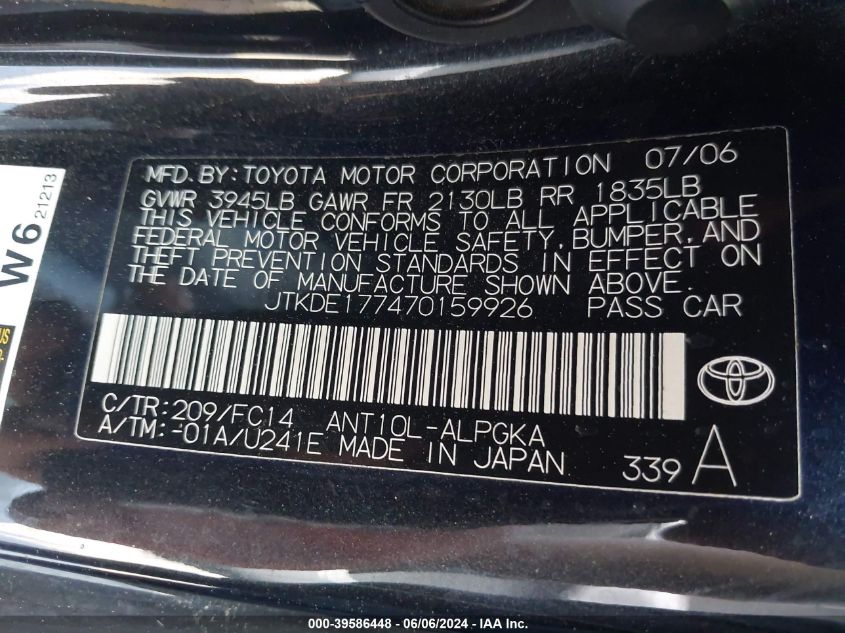 MFD. BY: TOYOTA MOTOR CORPORATION 07/06
GVWR 3945LB GAWR FR 2130LB RR 1835LB
THIS VEHICLE CONFORMS TO ALL APPLICABLE
FEDERAL MOTOR VEHICLE SAFETY, BUMPER, AND
THEFT PREVENTION STANDARDS IN EFFECT ON
THE DATE OF MANUFACTURE SHOWN ABOVE.
JTKDE177470159926 PASS CAR
C/TR: 209/FC14 ANT10L-ALPGKA
A/TM: -01A/U241E MADE IN JAPAN
339 A
W6
21213
000-39586448 - 06/06/2024 - IAA Inc.